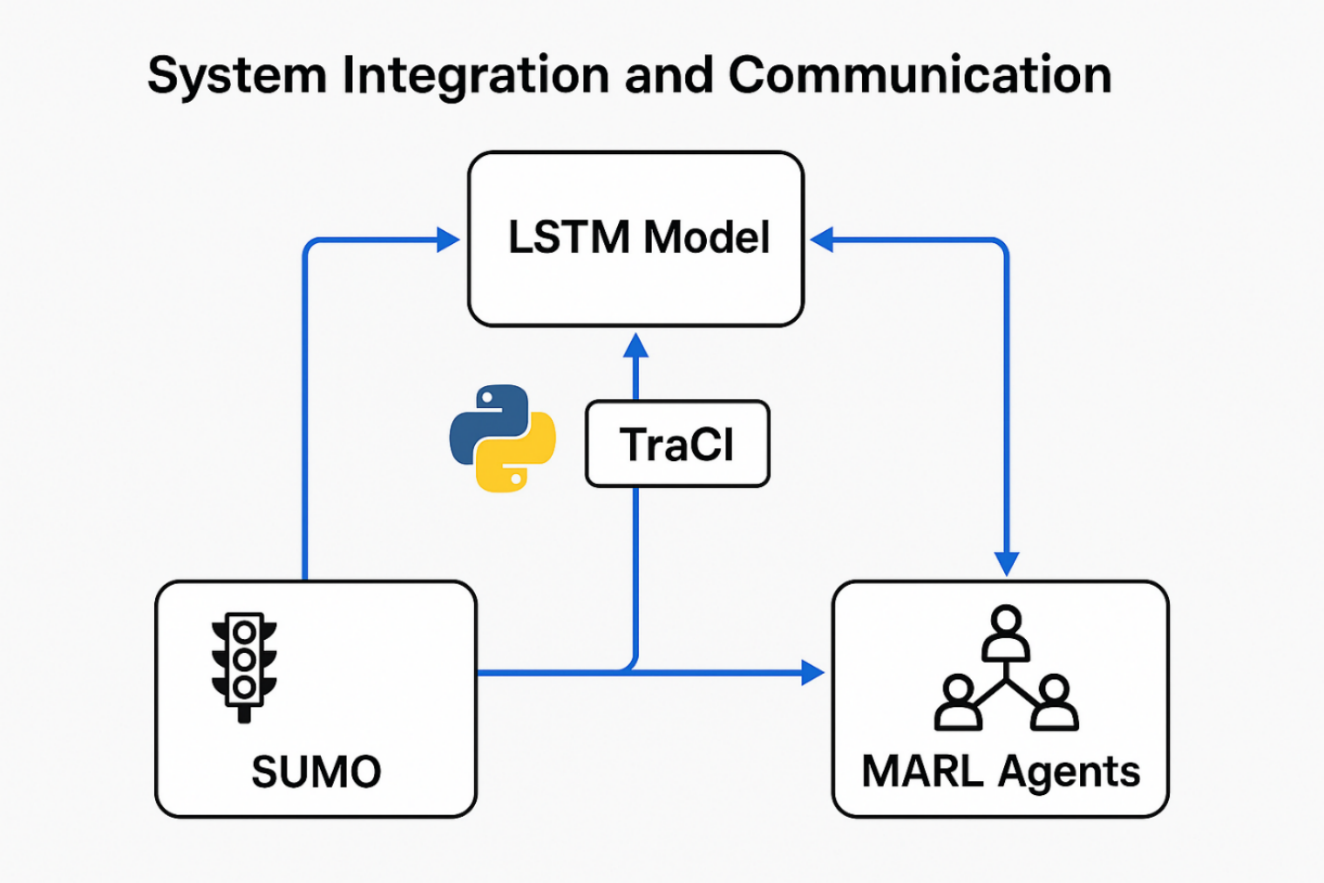 System Integration and Communication
LSTM Model
TraCI
SUMO
MARL Agents